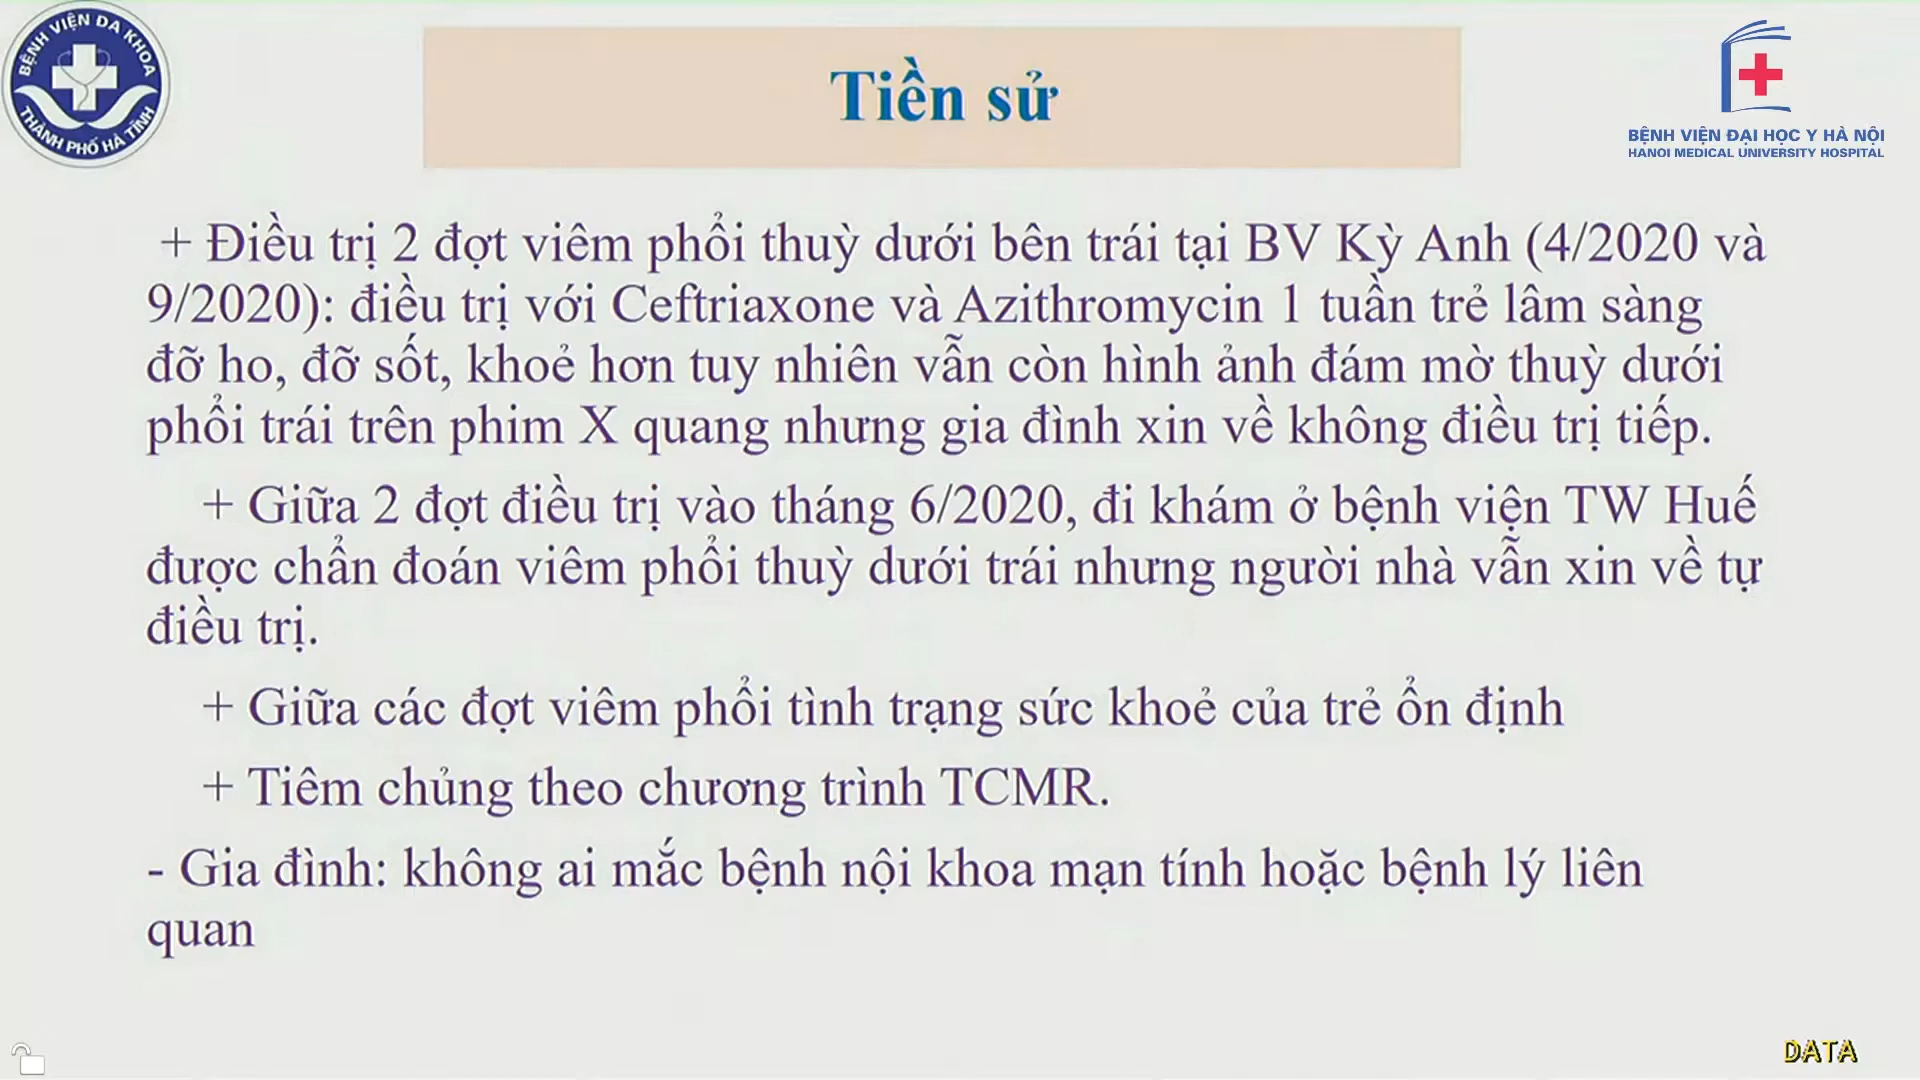 BỆNH VIỆN ĐA KHOA
THÀNH PHỐ HÀ TĨNH
Tiền sử
BỆNH VIỆN ĐẠI HỌC Y HÀ NỘI
HANOI MEDICAL UNIVERSITY HOSPITAL
+ Điều trị 2 đợt viêm phổi thuỳ dưới bên trái tại BV Kỳ Anh (4/2020 và
9/2020): điều trị với Ceftriaxone và Azithromycin 1 tuần trẻ lâm sàng
đỡ ho, đỡ sốt, khoẻ hơn tuy nhiên vẫn còn hình ảnh đám mờ thuỳ dưới
phổi trái trên phim X quang nhưng gia đình xin về không điều trị tiếp.
+ Giữa 2 đợt điều trị vào tháng 6/2020, đi khám ở bệnh viện TW Huế
được chẩn đoán viêm phổi thuỳ dưới trái nhưng người nhà vẫn xin về tự
điều trị.
+ Giữa các đợt viêm phổi tình trạng sức khoẻ của trẻ ổn định
+ Tiêm chủng theo chương trình TCMR.
- Gia đình: không ai mắc bệnh nội khoa mạn tính hoặc bệnh lý liên
quan
DATA